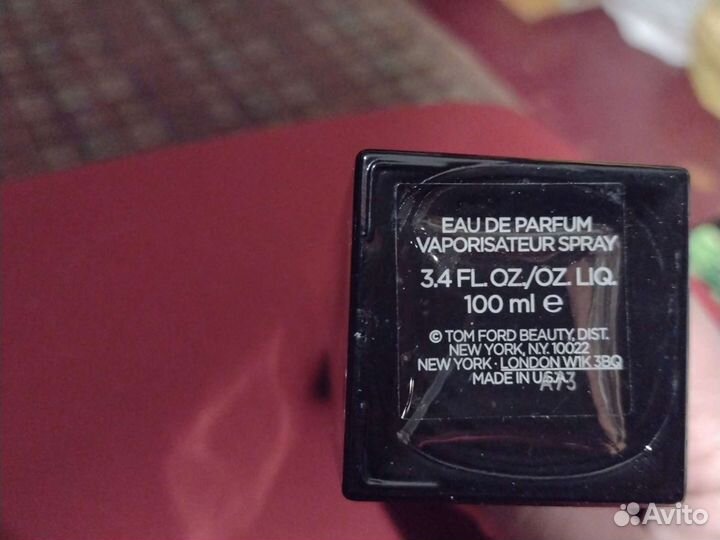 EAU DE PARFUM
VAPORISATEUR SPRAY
3.4 FL. OZ./OZ. LIQ.
100 ml e
© TOM FORD BEAUTY, DIST.
NEW YORK, N.Y. 10022
NEW YORK · LONDON W1K 3BQ
MADE IN U.S.A.
A73
Avito